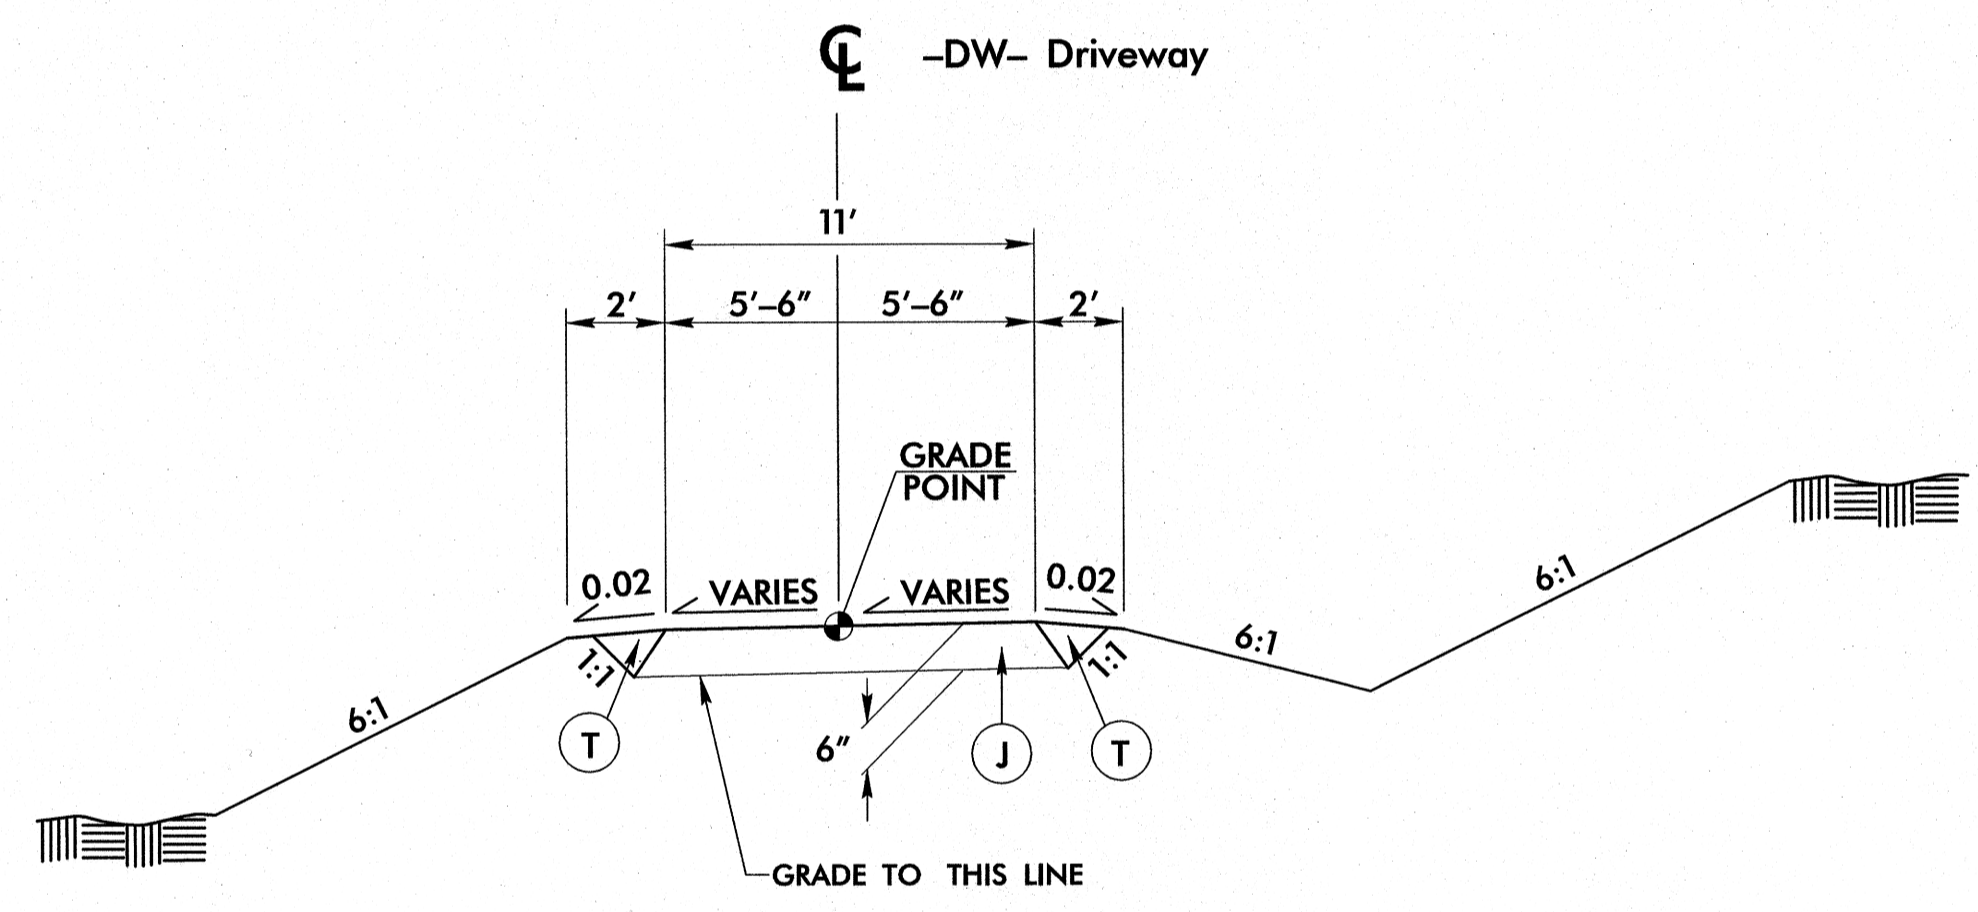 CL –DW– Driveway
11'
2' 5'–6" 5'–6" 2'
GRADE
POINT
0.02 VARIES VARIES 0.02
1:1 1:1
6:1 6:1 6:1
T 6" J T
GRADE TO THIS LINE